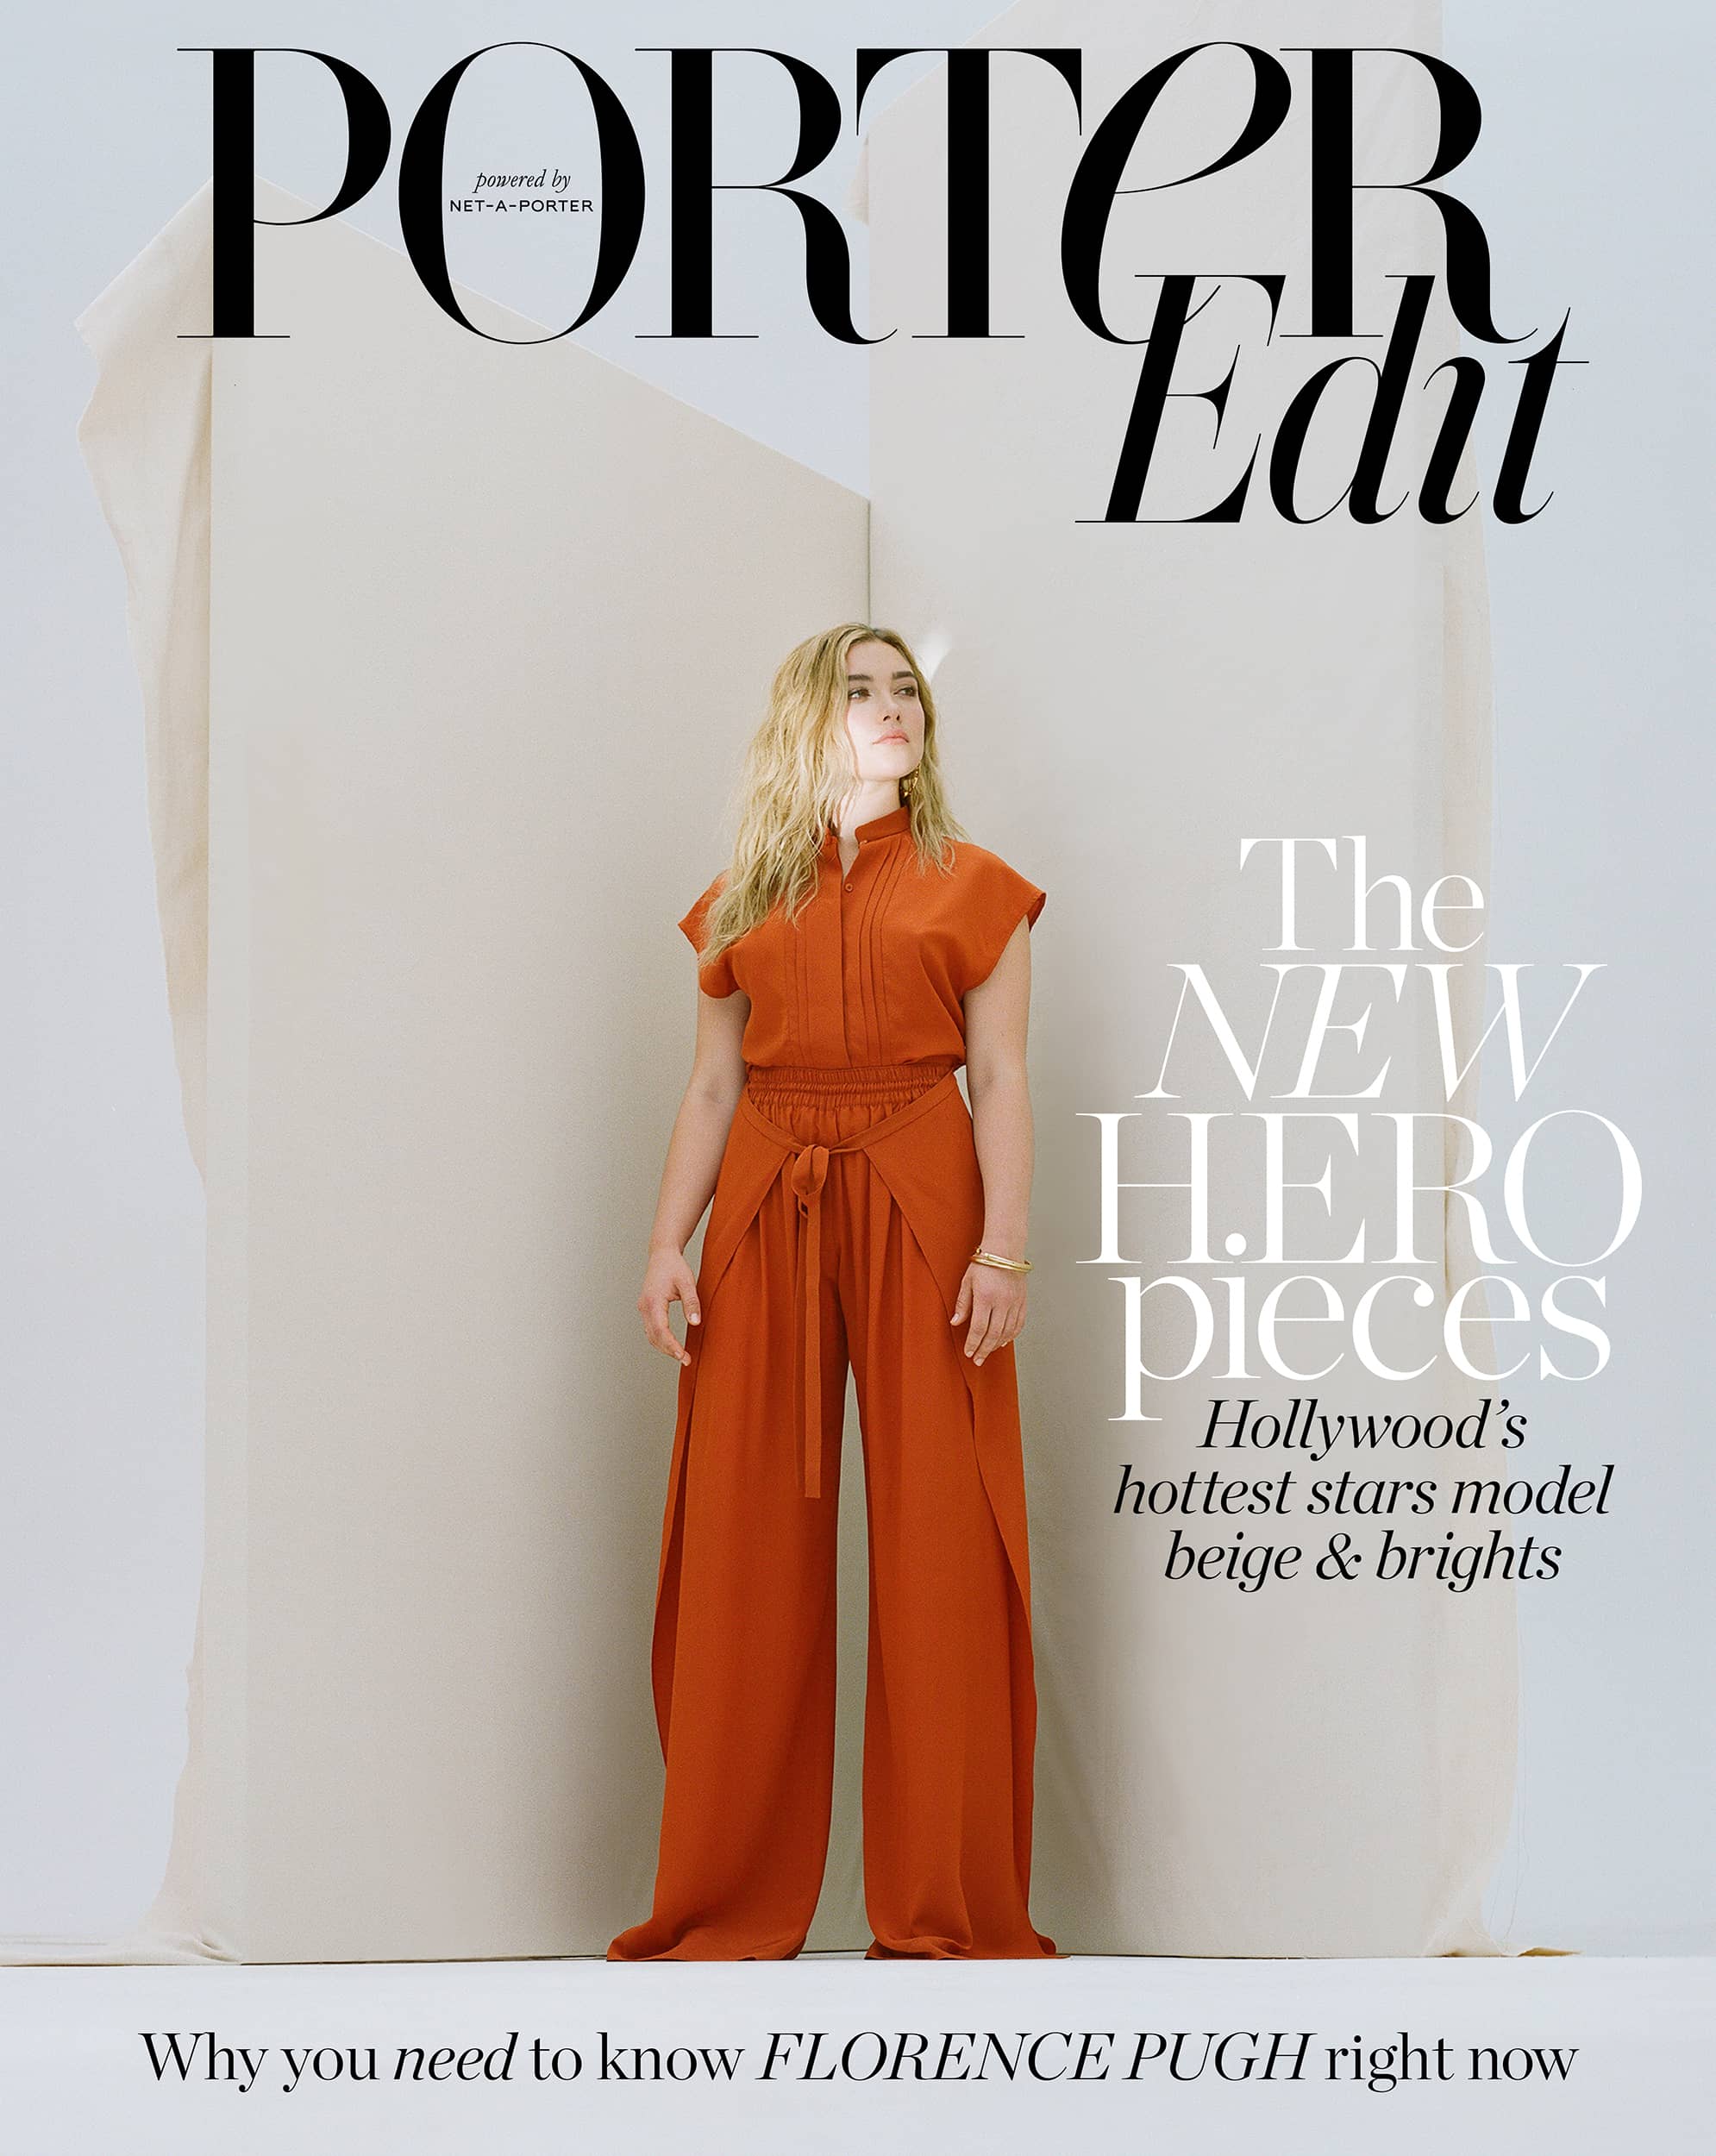 PORTeR
powered by
NET-A-PORTER
Edit
The
NEW
HERO
pieces
Hollywood's
hottest stars model
beige & brights
Why you need to know FLORENCE PUGH right now